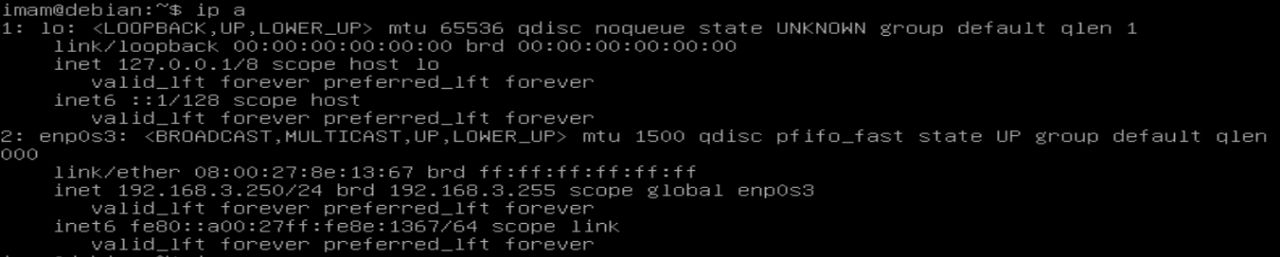 imam@debian:~$ ip a
1: lo: <LOOPBACK,UP,LOWER_UP> mtu 65536 qdisc noqueue state UNKNOWN group default qlen 1
link/loopback 00:00:00:00:00:00 brd 00:00:00:00:00:00
inet 127.0.0.1/8 scope host lo
valid_lft forever preferred_lft forever
inet6 ::1/128 scope host
valid_lft forever preferred_lft forever
2: enp0s3: <BROADCAST,MULTICAST,UP,LOWER_UP> mtu 1500 qdisc pfifo_fast state UP group default qlen
000
link/ether 08:00:27:8e:13:67 brd ff:ff:ff:ff:ff:ff
inet 192.168.3.250/24 brd 192.168.3.255 scope global enp0s3
valid_lft forever preferred_lft forever
inet6 fe80::a00:27ff:fe8e:1367/64 scope link
valid_lft forever preferred_lft forever